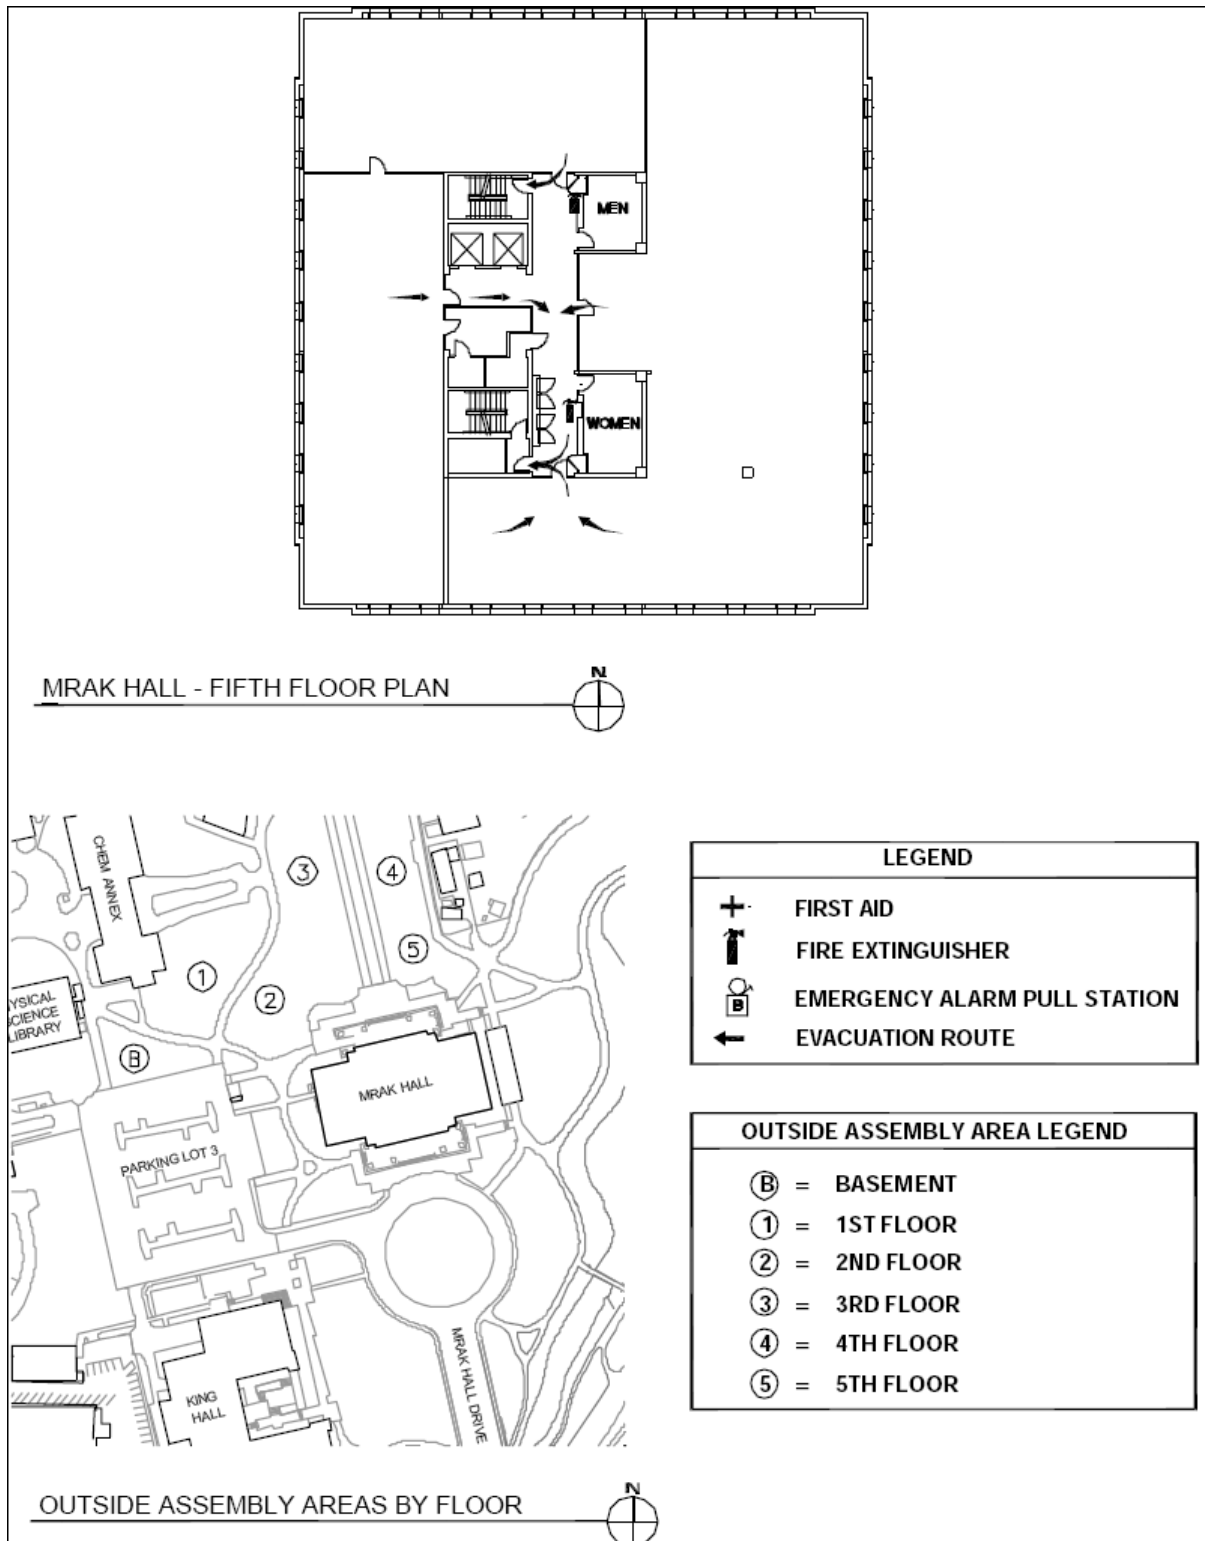 MEN
WOMEN
N
MRAK HALL - FIFTH FLOOR PLAN
CHEM ANNEX
3
4
5
1
2
B
YSICAL
SCIENCE
LIBRARY
MRAK HALL
PARKING LOT 3
MRAK HALL DRIVE
KING
HALL
N
OUTSIDE ASSEMBLY AREAS BY FLOOR
LEGEND
FIRST AID
FIRE EXTINGUISHER
B EMERGENCY ALARM PULL STATION
EVACUATION ROUTE
OUTSIDE ASSEMBLY AREA LEGEND
B = BASEMENT
1 = 1ST FLOOR
2 = 2ND FLOOR
3 = 3RD FLOOR
4 = 4TH FLOOR
5 = 5TH FLOOR